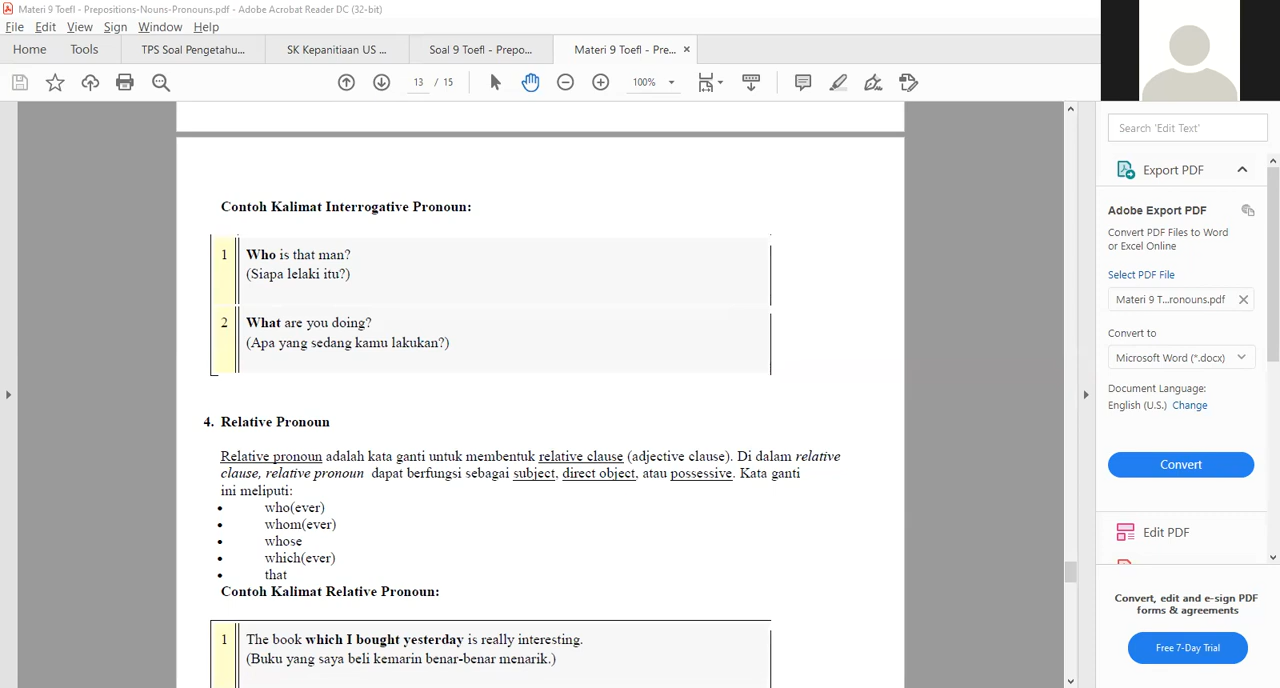 Materi 9 Toefl - Prepositions-Nouns-Pronouns.pdf - Adobe Acrobat Reader DC (32-bit)
File Edit View Sign Window Help
Home Tools TPS Soal Pengetahu... SK Kepanitiaan US ... Soal 9 Toefl - Prepo... Materi 9 Toefl - Pre... ×
13 / 15 100%
Contoh Kalimat Interrogative Pronoun:
1 Who is that man?
(Siapa lelaki itu?)
2 What are you doing?
(Apa yang sedang kamu lakukan?)
4. Relative Pronoun
Relative pronoun adalah kata ganti untuk membentuk relative clause (adjective clause). Di dalam relative
clause, relative pronoun dapat berfungsi sebagai subject, direct object, atau possessive. Kata ganti
ini meliputi:
• who(ever)
• whom(ever)
• whose
• which(ever)
• that
Contoh Kalimat Relative Pronoun:
1 The book which I bought yesterday is really interesting.
(Buku yang saya beli kemarin benar-benar menarik.)
Search 'Edit Text'
Export PDF
Adobe Export PDF
Convert PDF Files to Word
or Excel Online
Select PDF File
Materi 9 T...ronouns.pdf
Convert to
Microsoft Word (*.docx)
Document Language:
English (U.S.) Change
Convert
Edit PDF
Convert, edit and e-sign PDF
forms & agreements
Free 7-Day Trial